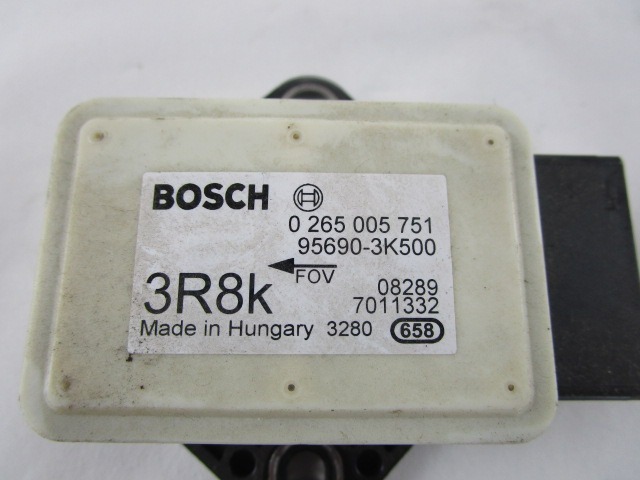 BOSCH
0 265 005 751
95690-3K500
FOV
3R8k
08289
7011332
Made in Hungary 3280 658